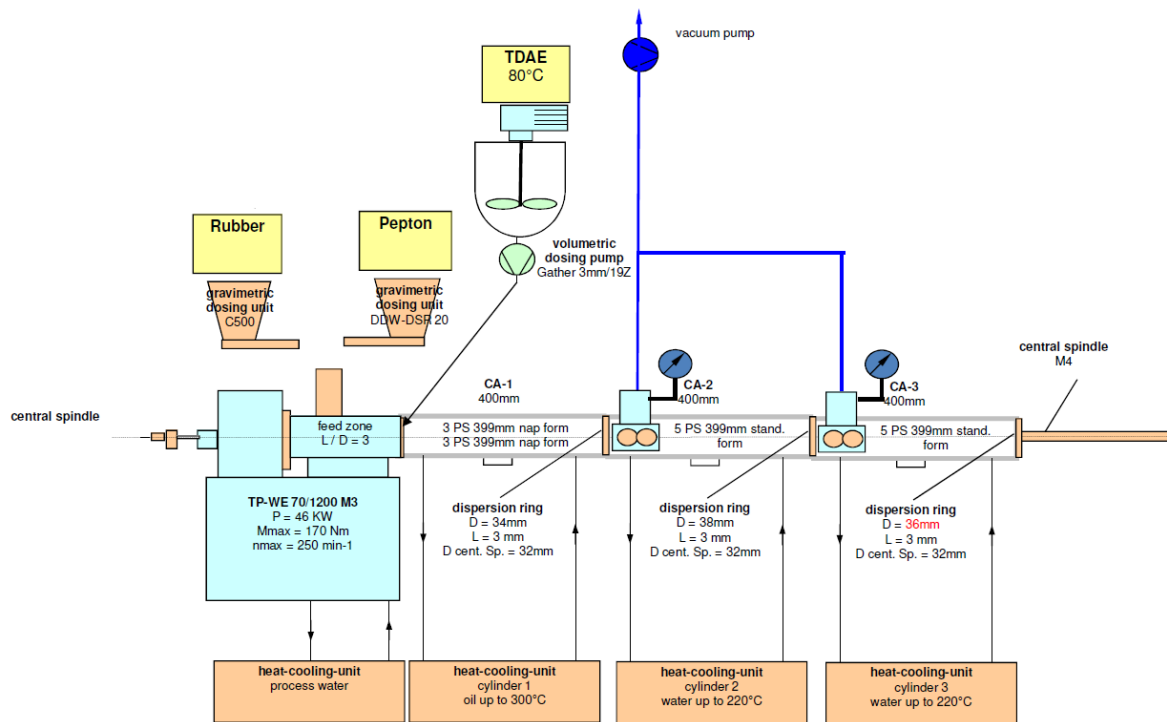 vacuum pump
TDAE
80°C
Rubber
Pepton
volumetric
dosing pump
Gather 3mm/19Z
gravimetric
dosing unit
C500
gravimetric
dosing unit
DDW-DSR 20
central spindle
M4
CA-1
400mm
CA-2
400mm
CA-3
400mm
central spindle
feed zone
L / D = 3
3 PS 399mm nap form
3 PS 399mm nap form
5 PS 399mm stand.
form
5 PS 399mm stand.
form
TP-WE 70/1200 M3
P = 46 KW
Mmax = 170 Nm
nmax = 250 min-1
dispersion ring
D = 34mm
L = 3 mm
D cent. Sp. = 32mm
dispersion ring
D = 38mm
L = 3 mm
D cent. Sp. = 32mm
dispersion ring
D = 36mm
L = 3 mm
D cent. Sp. = 32mm
heat-cooling-unit
process water
heat-cooling-unit
cylinder 1
oil up to 300°C
heat-cooling-unit
cylinder 2
water up to 220°C
heat-cooling-unit
cylinder 3
water up to 220°C